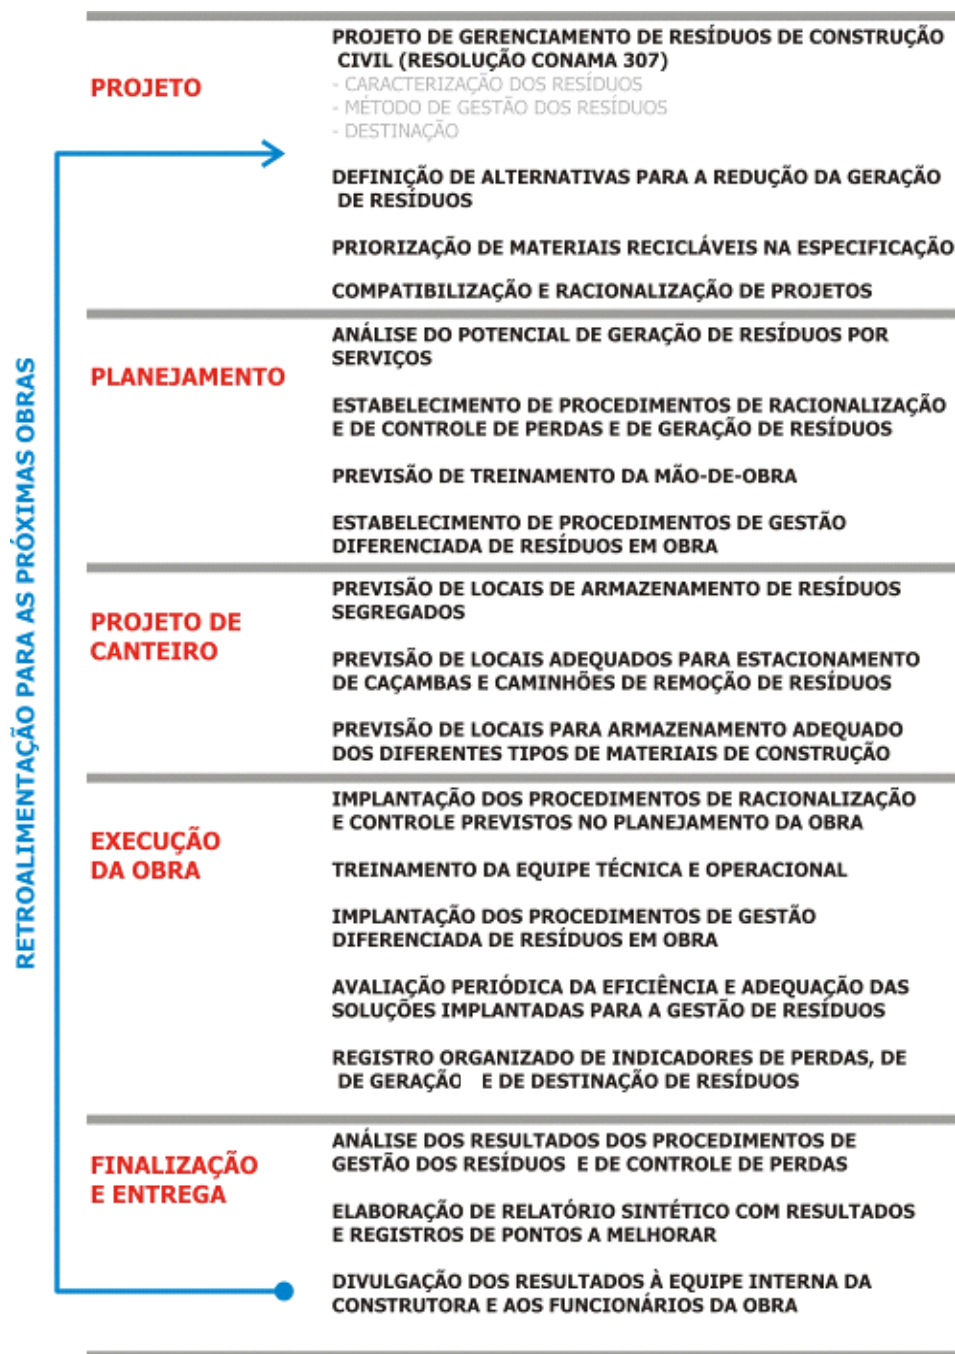 RETROALIMENTAÇÃO PARA AS PRÓXIMAS OBRAS
PROJETO
PROJETO DE GERENCIAMENTO DE RESÍDUOS DE CONSTRUÇÃO
CIVIL (RESOLUÇÃO CONAMA 307)
- CARACTERIZAÇÃO DOS RESÍDUOS
- MÉTODO DE GESTÃO DOS RESÍDUOS
- DESTINAÇÃO
DEFINIÇÃO DE ALTERNATIVAS PARA A REDUÇÃO DA GERAÇÃO
DE RESÍDUOS
PRIORIZAÇÃO DE MATERIAIS RECICLÁVEIS NA ESPECIFICAÇÃO
COMPATIBILIZAÇÃO E RACIONALIZAÇÃO DE PROJETOS
PLANEJAMENTO
ANÁLISE DO POTENCIAL DE GERAÇÃO DE RESÍDUOS POR
SERVIÇOS
ESTABELECIMENTO DE PROCEDIMENTOS DE RACIONALIZAÇÃO
E DE CONTROLE DE PERDAS E DE GERAÇÃO DE RESÍDUOS
PREVISÃO DE TREINAMENTO DA MÃO-DE-OBRA
ESTABELECIMENTO DE PROCEDIMENTOS DE GESTÃO
DIFERENCIADA DE RESÍDUOS EM OBRA
PROJETO DE
CANTEIRO
PREVISÃO DE LOCAIS DE ARMAZENAMENTO DE RESÍDUOS
SEGREGADOS
PREVISÃO DE LOCAIS ADEQUADOS PARA ESTACIONAMENTO
DE CAÇAMBAS E CAMINHÕES DE REMOÇÃO DE RESÍDUOS
PREVISÃO DE LOCAIS PARA ARMAZENAMENTO ADEQUADO
DOS DIFERENTES TIPOS DE MATERIAIS DE CONSTRUÇÃO
EXECUÇÃO
DA OBRA
IMPLANTAÇÃO DOS PROCEDIMENTOS DE RACIONALIZAÇÃO
E CONTROLE PREVISTOS NO PLANEJAMENTO DA OBRA
TREINAMENTO DA EQUIPE TÉCNICA E OPERACIONAL
IMPLANTAÇÃO DOS PROCEDIMENTOS DE GESTÃO
DIFERENCIADA DE RESÍDUOS EM OBRA
AVALIAÇÃO PERIÓDICA DA EFICIÊNCIA E ADEQUAÇÃO DAS
SOLUÇÕES IMPLANTADAS PARA A GESTÃO DE RESÍDUOS
REGISTRO ORGANIZADO DE INDICADORES DE PERDAS, DE
DE GERAÇÃO E DE DESTINAÇÃO DE RESÍDUOS
FINALIZAÇÃO
E ENTREGA
ANÁLISE DOS RESULTADOS DOS PROCEDIMENTOS DE
GESTÃO DOS RESÍDUOS E DE CONTROLE DE PERDAS
ELABORAÇÃO DE RELATÓRIO SINTÉTICO COM RESULTADOS
E REGISTROS DE PONTOS A MELHORAR
DIVULGAÇÃO DOS RESULTADOS À EQUIPE INTERNA DA
CONSTRUTORA E AOS FUNCIONÁRIOS DA OBRA